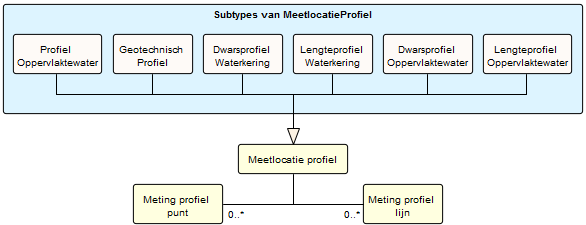 Subtypes van MeetlocatieProfiel
Profiel
Oppervlaktewater
Geotechnisch
Profiel
Dwarsprofiel
Waterkering
Lengteprofiel
Waterkering
Dwarsprofiel
Oppervlaktewater
Lengteprofiel
Oppervlaktewater
Meetlocatie profiel
Meting profiel
punt
0..*
0..*
Meting profiel
lijn